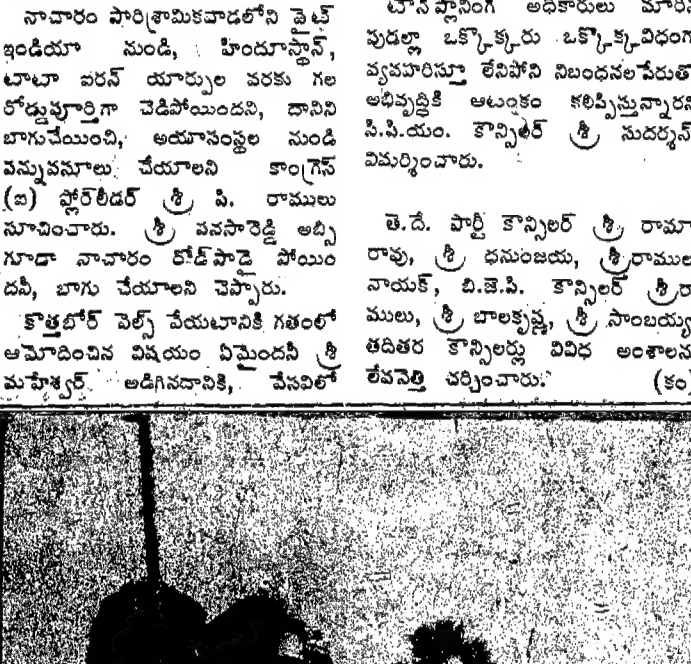 నాచారం పారిశ్రామికవాడలోని వైట్
ఇండియా నుండి, హిందూస్థాన్,
టాటా ఐరన్ యార్పుల వరకు గల
రోడ్డుపూర్తిగా చెడిపోయిందని, దానిని
బాగుచేయించి, అయాసంస్థల నుండి
పన్నువసూలు చేయాలని కాంగ్రెస్
(ఐ) ఫ్లోర్‌లీడర్ శ్రీ పి. రాములు
సూచించారు. శ్రీ వనసారెడ్డి అబ్సి
గూడా నాచారం రోడ్‌పాడై పోయిం
దనీ, బాగు చేయాలని చెప్పారు.
కొత్తబోర్ వెల్స్ వేయటానికి గతంలో
ఆమోదించిన విషయం ఏమైందనీ శ్రీ
మహేశ్వర్ అడిగినదానికి, వేసవిలో
టౌన్ ప్లానింగ్ అధికారులు మారిన
పుడల్లా ఒక్కొక్కరు ఒక్కొక్కవిధంగ
వ్యవహరిస్తూ లేనిపోని నిబంధనలపేరుతో
అభివృద్ధికి ఆటంకం కలిప్పిస్తున్నారని
సి.పి.యం. కౌన్సిలర్ శ్రీ సుదర్శన్
విమర్శించారు.
తె.దే. పార్టీ కౌన్సిలర్ శ్రీ రామా
రావు, శ్రీ ధనుంజయ, శ్రీరాములు
నాయక్, బి.జె.పి. కౌన్సిలర్ శ్రీరా
ములు, శ్రీ బాలకృష్ణ, శ్రీ సాంబయ్య
తదితర కౌన్సిలర్లు వివిధ అంశాలను
లేవనెత్తి చర్చించారు. (కం)